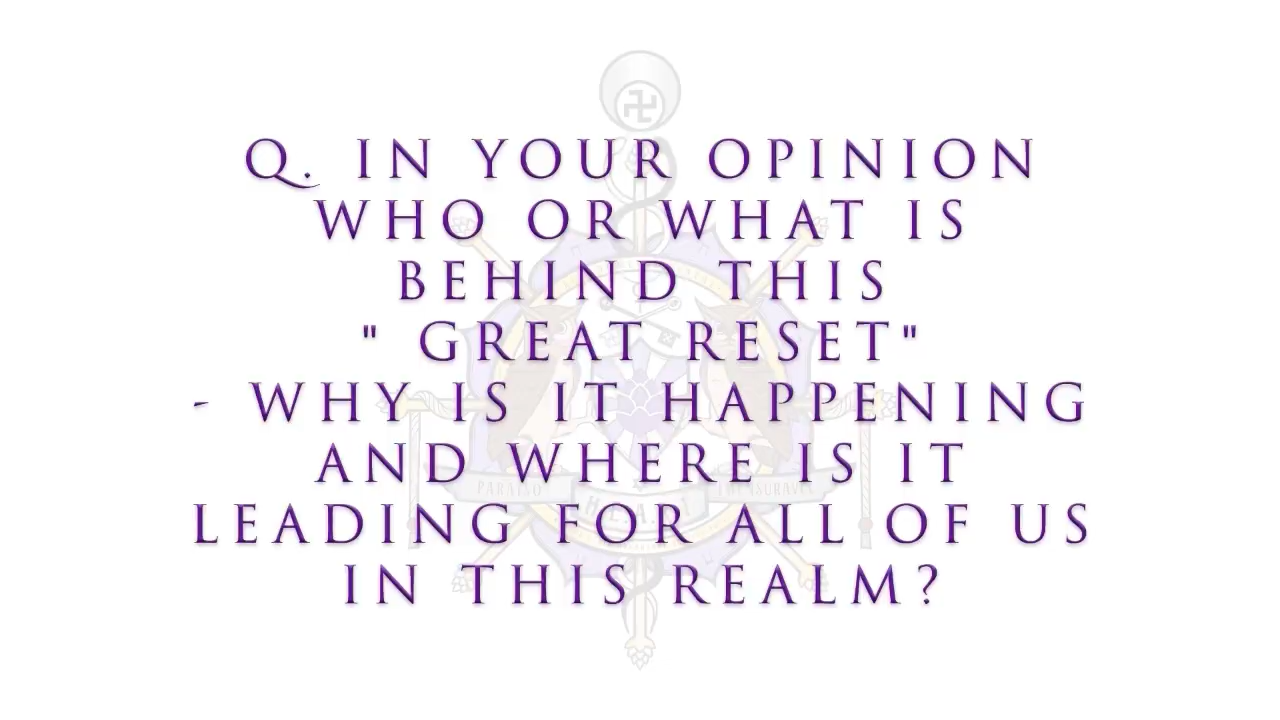 Q. IN YOUR OPINION
WHO OR WHAT IS
BEHIND THIS
" GREAT RESET"
- WHY IS IT HAPPENING
AND WHERE IS IT
LEADING FOR ALL OF US
IN THIS REALM?
PARAISO